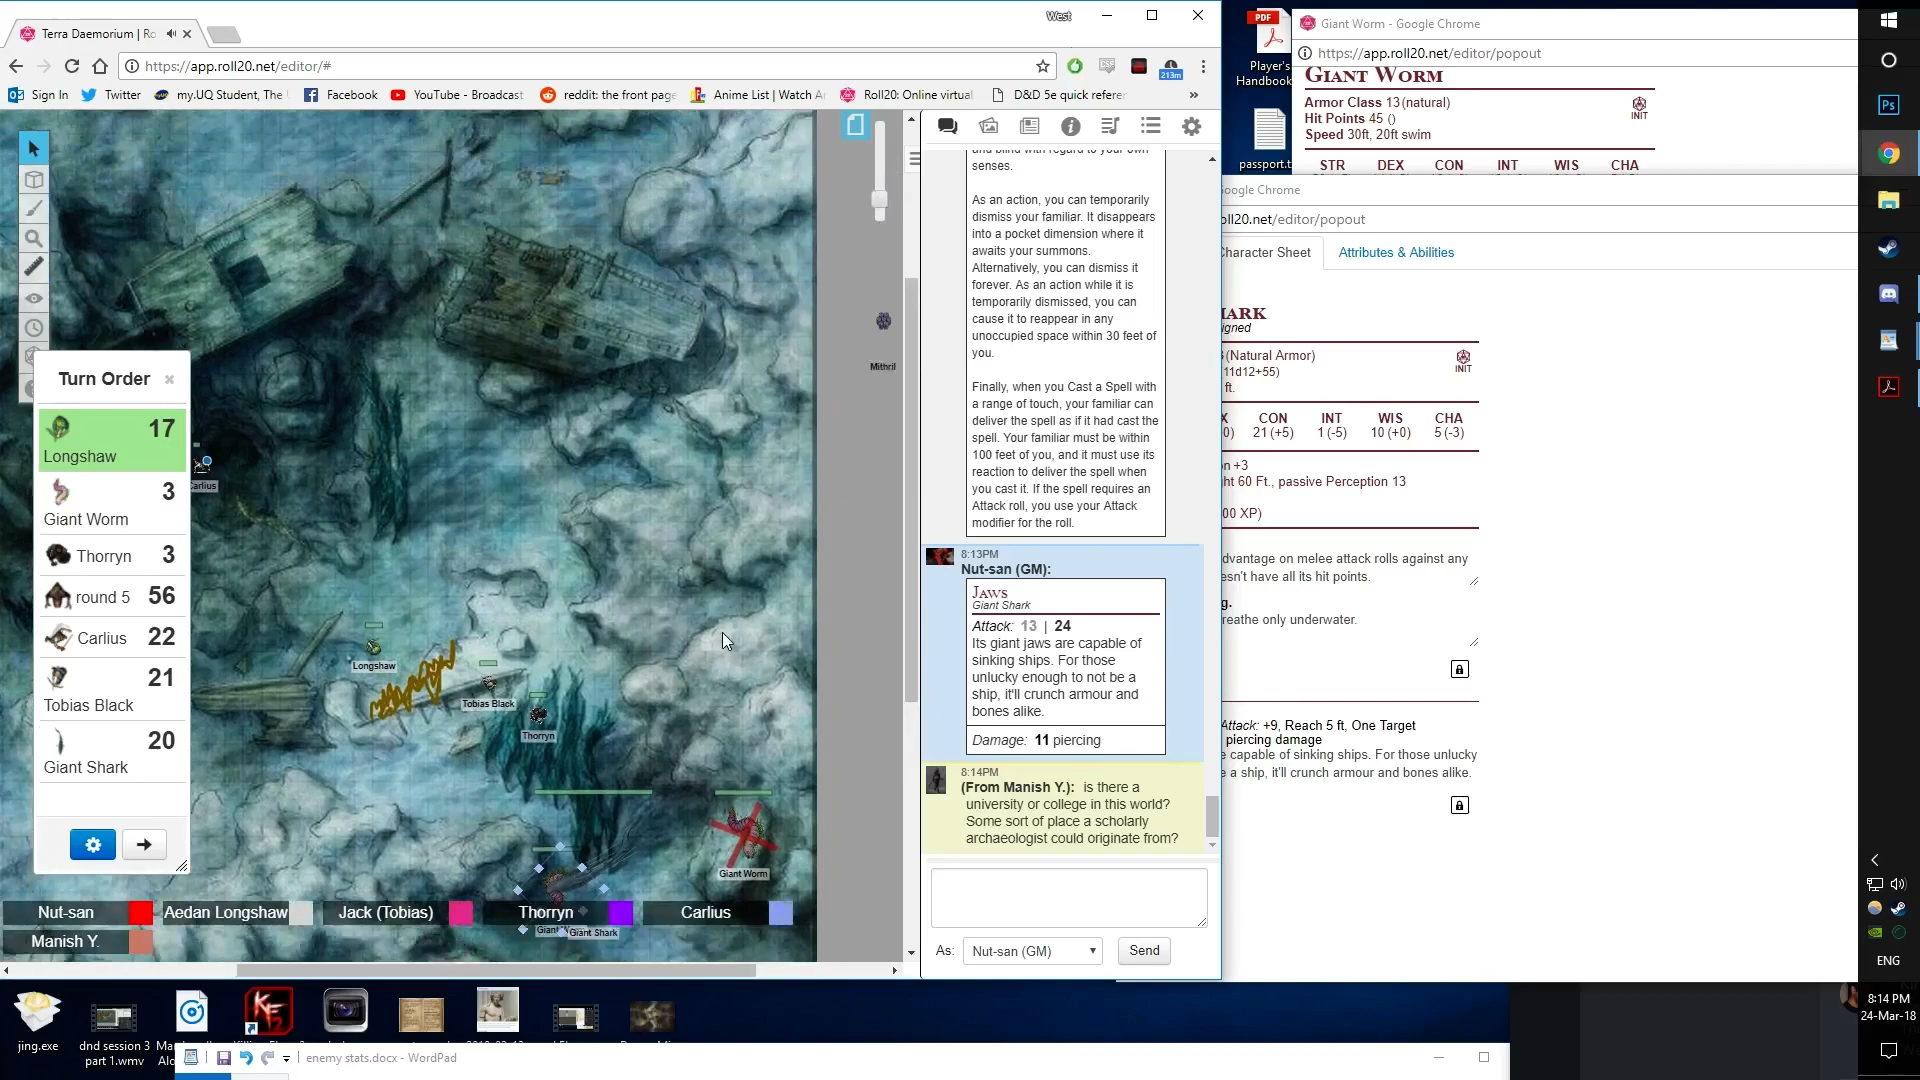 West
Terra Daemorium | Ro
https://app.roll20.net/editor/#
213m
Sign In
Twitter
my.UQ Student, The
Facebook
YouTube - Broadcast
reddit: the front page
Anime List | Watch
Roll20: Online virtual
D&D 5e quick refere
»
Turn Order
Longshaw 17
Giant Worm 3
Thorryn 3
round 5 56
Carlius 22
Tobias Black 21
Giant Shark 20
Carlius
Longshaw
Tobias Black
Thorryn
Giant Worm
Giant Shark
Mithril
Nut-san
Aedan Longshaw
Jack (Tobias)
Thorryn
Carlius
Manish Y.
and blind with regard to your own
senses.
As an action, you can temporarily
dismiss your familiar. It disappears
into a pocket dimension where it
awaits your summons.
Alternatively, you can dismiss it
forever. As an action while it is
temporarily dismissed, you can
cause it to reappear in any
unoccupied space within 30 feet of
you.
Finally, when you Cast a Spell with
a range of touch, your familiar can
deliver the spell as if it had cast the
spell. Your familiar must be within
100 feet of you, and it must use its
reaction to deliver the spell when
you cast it. If the spell requires an
Attack roll, you use your Attack
modifier for the roll.
8:13PM
Nut-san (GM):
JAWS
Giant Shark
Attack: 13 | 24
Its giant jaws are capable of
sinking ships. For those
unlucky enough to not be a
ship, it'll crunch armour and
bones alike.
Damage: 11 piercing
8:14PM
(From Manish Y.): is there a
university or college in this world?
Some sort of place a scholarly
archaeologist could originate from?
As: Nut-san (GM) Send
PDF
Player's
Handbook
passport.t
Giant Worm - Google Chrome
https://app.roll20.net/editor/popout
GIANT WORM
Armor Class 13 (natural)
Hit Points 45 ()
Speed 30ft, 20ft swim
INIT
STR DEX CON INT WIS CHA
oogle Chrome
oll20.net/editor/popout
Character Sheet
Attributes & Abilities
ARK
igned
(Natural Armor)
11d12+55)
ft.
INIT
X CON INT WIS CHA
0) 21 (+5) 1 (-5) 10 (+0) 5 (-3)
on +3
ht 60 Ft., passive Perception 13
00 XP)
dvantage on melee attack rolls against any
esn't have all its hit points.
g.
reathe only underwater.
Attack: +9, Reach 5 ft, One Target
piercing damage
e capable of sinking ships. For those unlucky
e a ship, it'll crunch armour and bones alike.
Ps
ENG
8:14 PM
24-Mar-18
jing.exe
dnd session 3
part 1.wmv
enemy stats.docx - WordPad